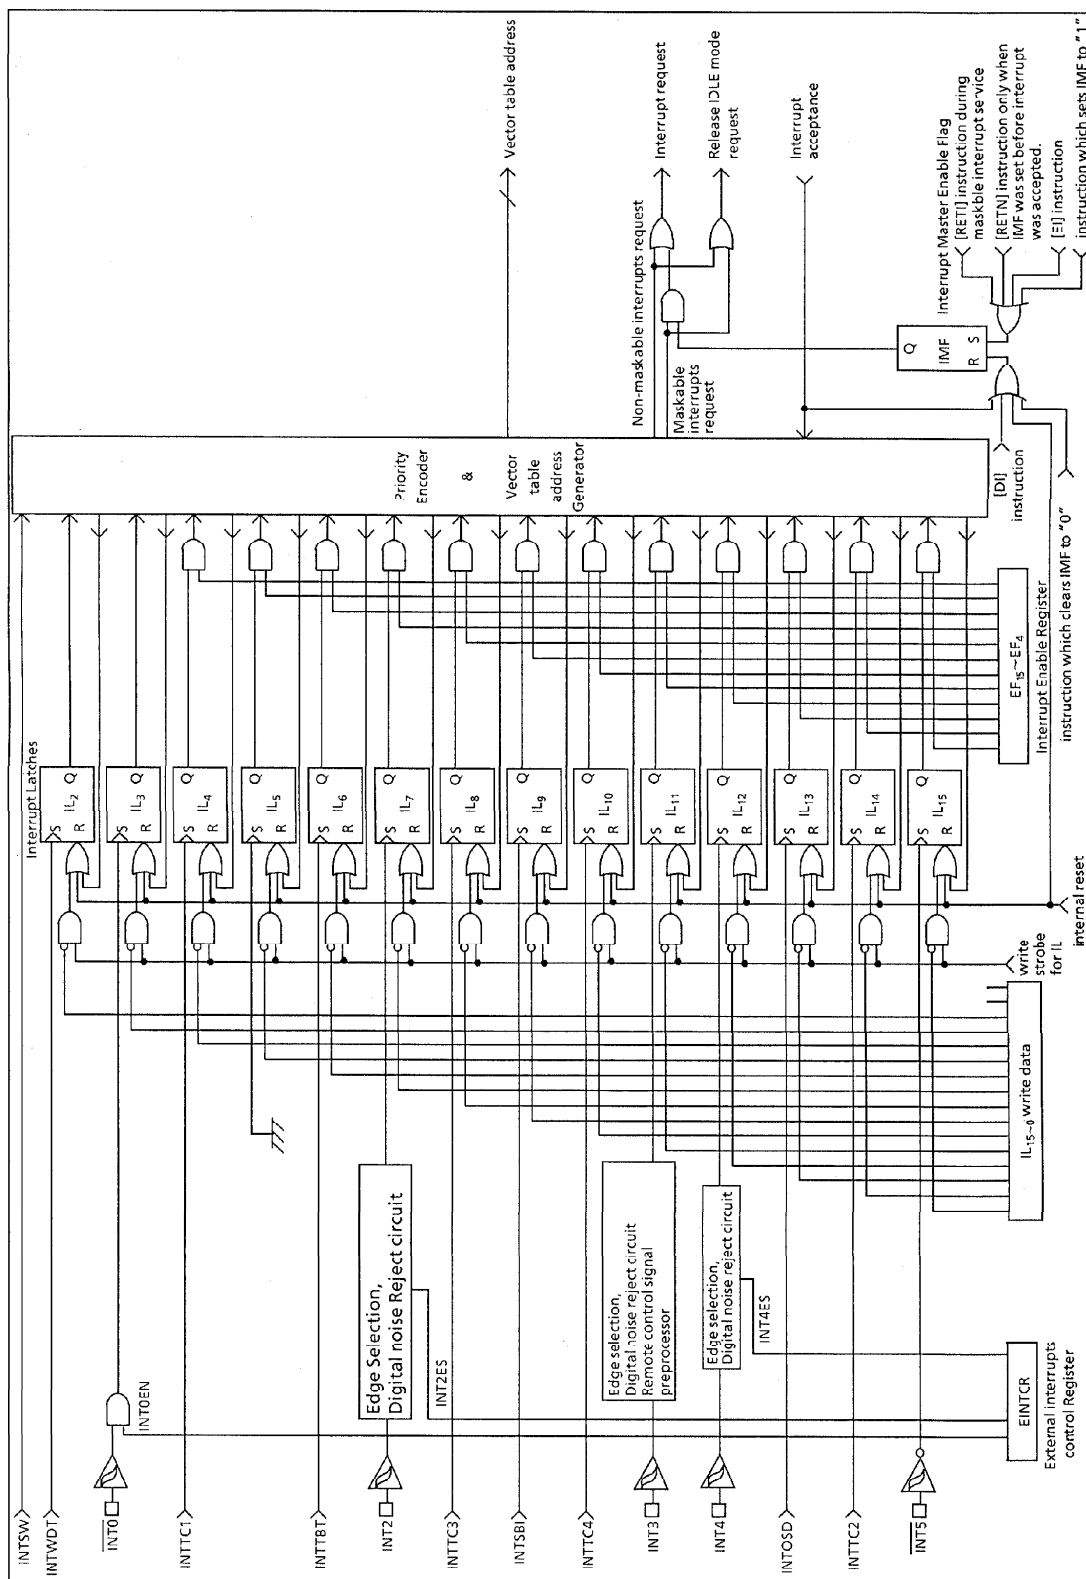 INTSW
INTWDT
INT0
INTTC1
INTTBT
INT2
INTTC3
INTSBI
INTTC4
INT3
INT4
INTOSD
INTTC2
INT5
INT0EN
Edge Selection,
Digital noise Reject circuit
INT2ES
Edge selection,
Digital noise reject circuit
Remote control signal
preprocessor
Edge selection,
Digital noise reject circuit
INT4ES
EINTCR
External interrupts
control Register
IL15~0 write data
write
strobe
for IL
internal reset
Interrupt Latches
S
R
IL2
Q
S
R
IL3
Q
S
R
IL4
Q
S
R
IL5
Q
S
R
IL6
Q
S
R
IL7
Q
S
R
IL8
Q
S
R
IL9
Q
S
R
IL10
Q
S
R
IL11
Q
S
R
IL12
Q
S
R
IL13
Q
S
R
IL14
Q
S
R
IL15
Q
EF15~EF4
Interrupt Enable Register
instruction which clears IMF to "0"
Priority
Encoder
&
Vector
table
address
Generator
[DI]
instruction
Vector table address
Non-maskable interrupts request
Maskable
interrupts
request
Interrupt request
Release IDLE mode
request
Interrupt
acceptance
Q
IMF
R
S
Interrupt Master Enable Flag
[RETI] instruction during
maskble interrupt service
[RETN] instruction only when
IMF was set before interrupt
was accepted.
[EI] instruction
instruction which sets IMF to "1"